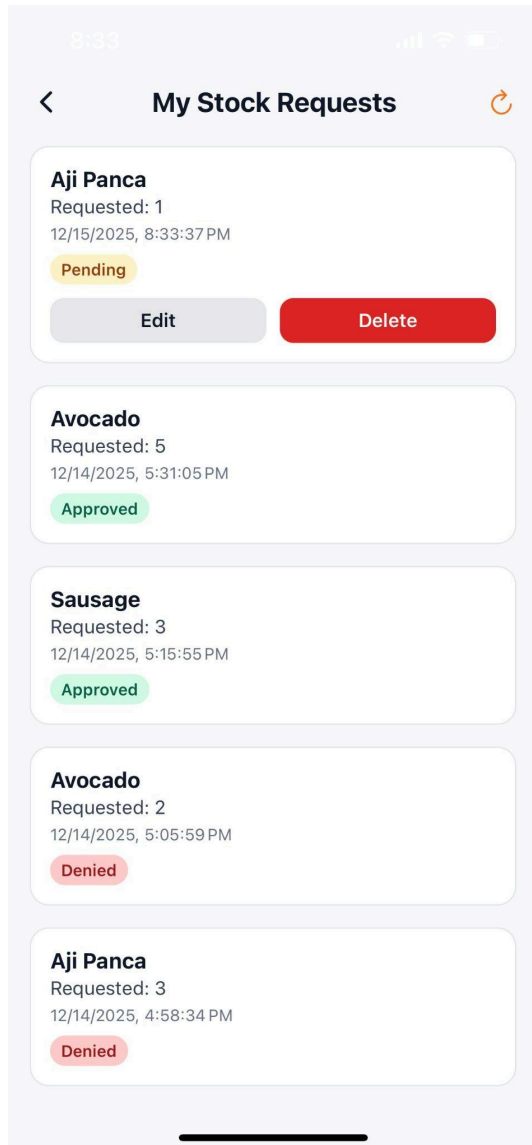 8:33
My Stock Requests
Aji Panca
Requested: 1
12/15/2025, 8:33:37 PM
Pending
Edit Delete
Avocado
Requested: 5
12/14/2025, 5:31:05 PM
Approved
Sausage
Requested: 3
12/14/2025, 5:15:55 PM
Approved
Avocado
Requested: 2
12/14/2025, 5:05:59 PM
Denied
Aji Panca
Requested: 3
12/14/2025, 4:58:34 PM
Denied